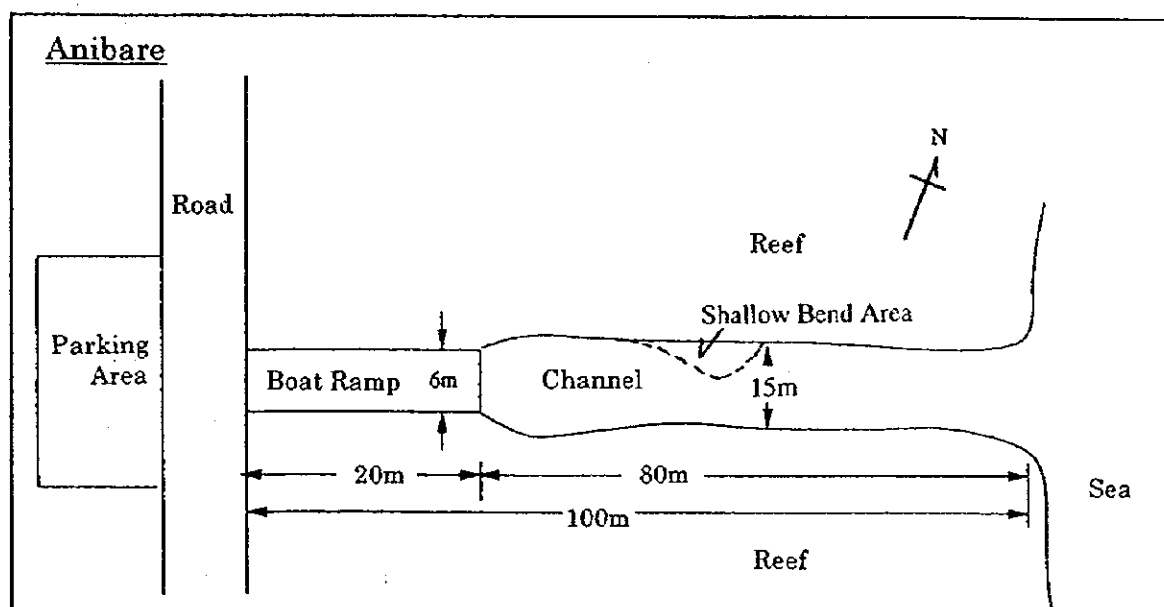 Anibare
N
Road
Reef
Shallow Bend Area
Parking
Area
Boat Ramp
6m
Channel
15m
20m
80m
Sea
100m
Reef